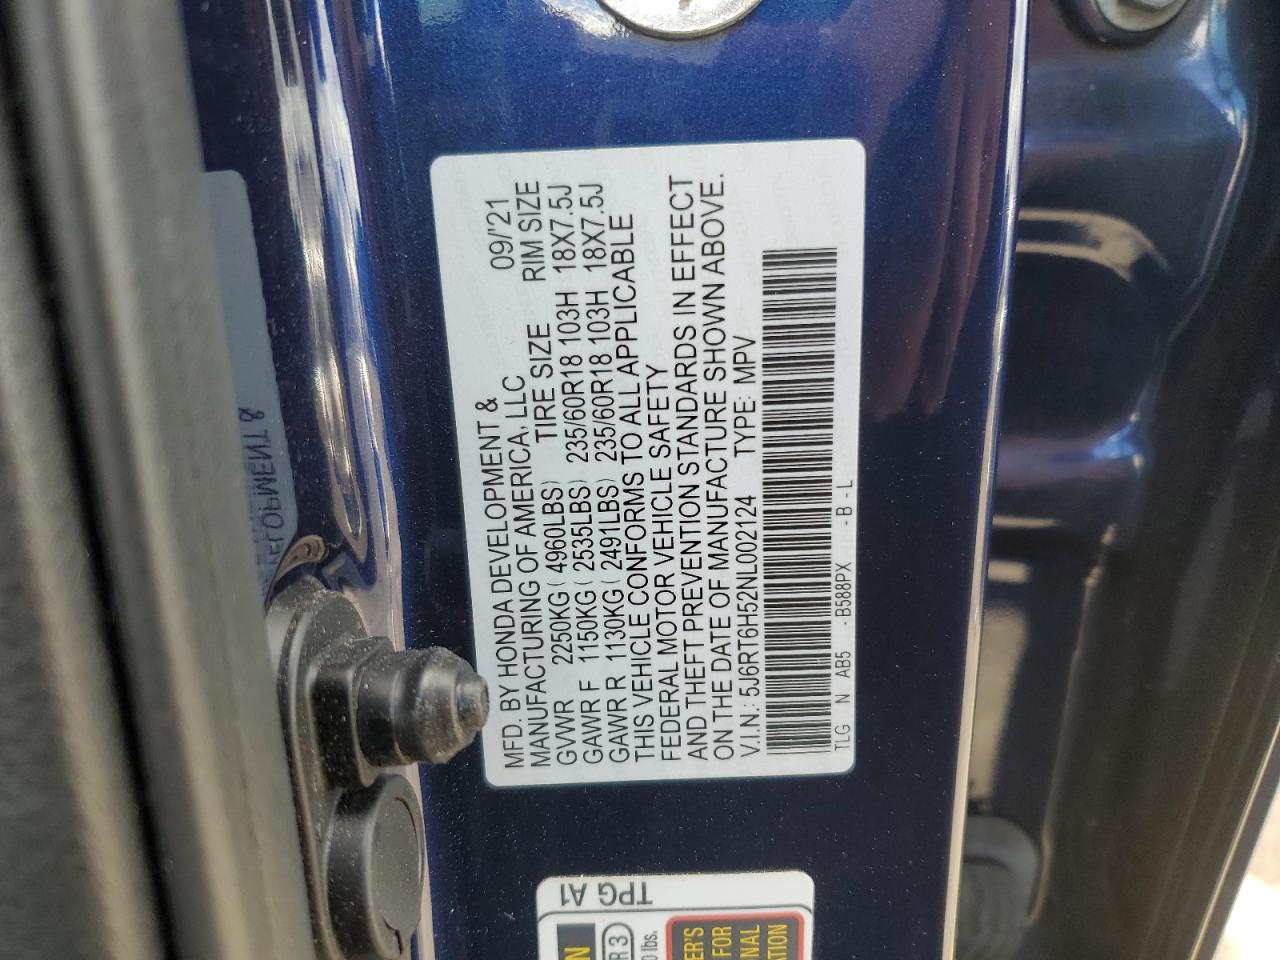 MFD. BY HONDA DEVELOPMENT &
MANUFACTURING OF AMERICA, LLC 09/'21
TIRE SIZE RIM SIZE
GVWR 2250KG ( 4960LBS)
GAWR F 1150KG ( 2535LBS) 235/60R18 103H 18X7.5J
GAWR R 1130KG ( 2491LBS) 235/60R18 103H 18X7.5J
THIS VEHICLE CONFORMS TO ALL APPLICABLE
FEDERAL MOTOR VEHICLE SAFETY
AND THEFT PREVENTION STANDARDS IN EFFECT
ON THE DATE OF MANUFACTURE SHOWN ABOVE.
V.I.N.: 5J6RT6H52NL002124 TYPE: MPV
TLG N AB5 -B588PX -B-L
TPG A1